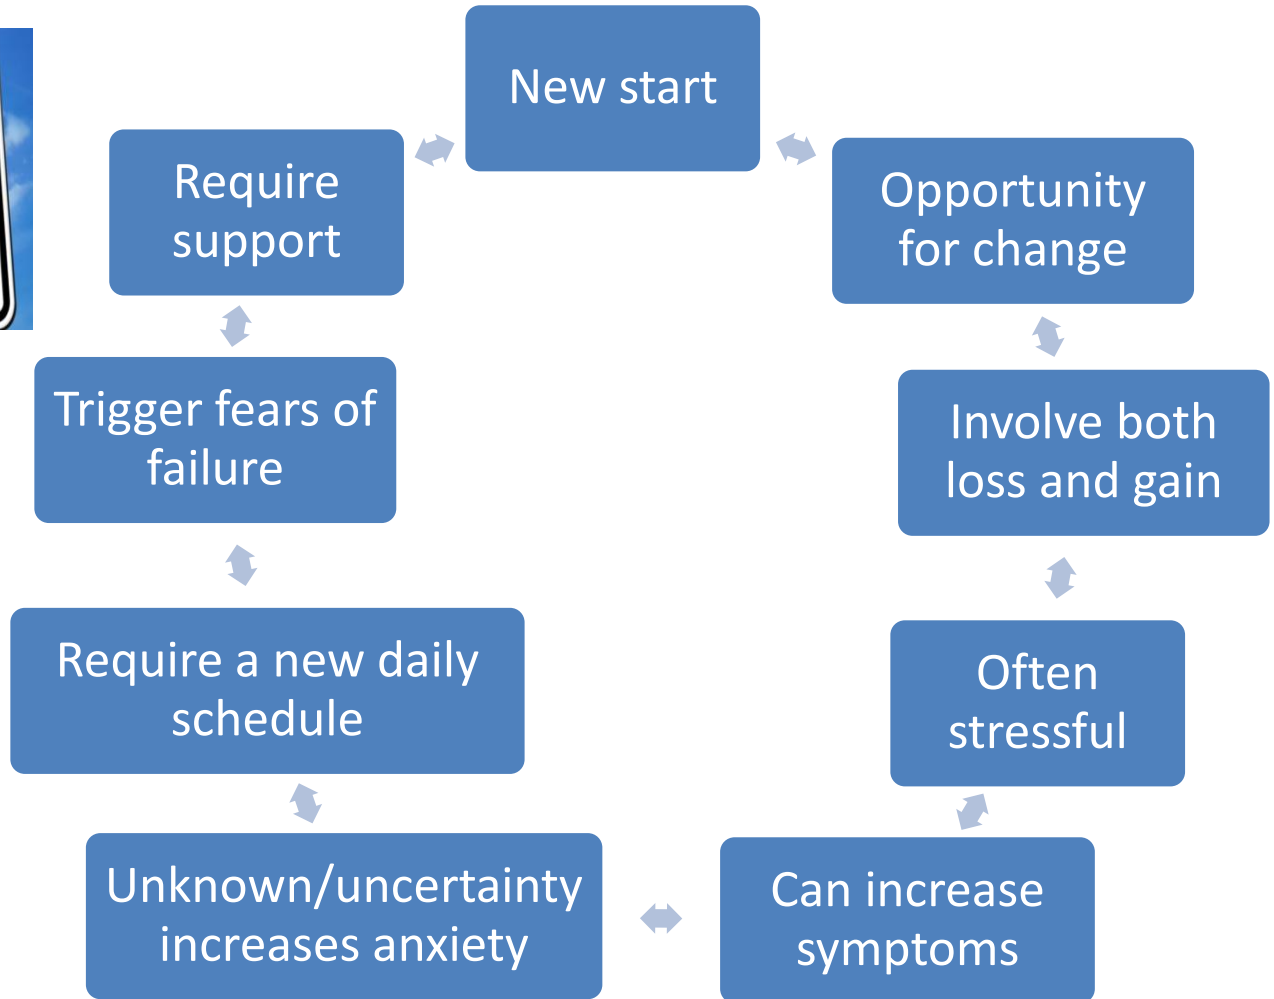 New start
Opportunity
for change
Involve both
loss and gain
Often
stressful
Can increase
symptoms
Unknown/uncertainty
increases anxiety
Require a new daily
schedule
Trigger fears of
failure
Require
support